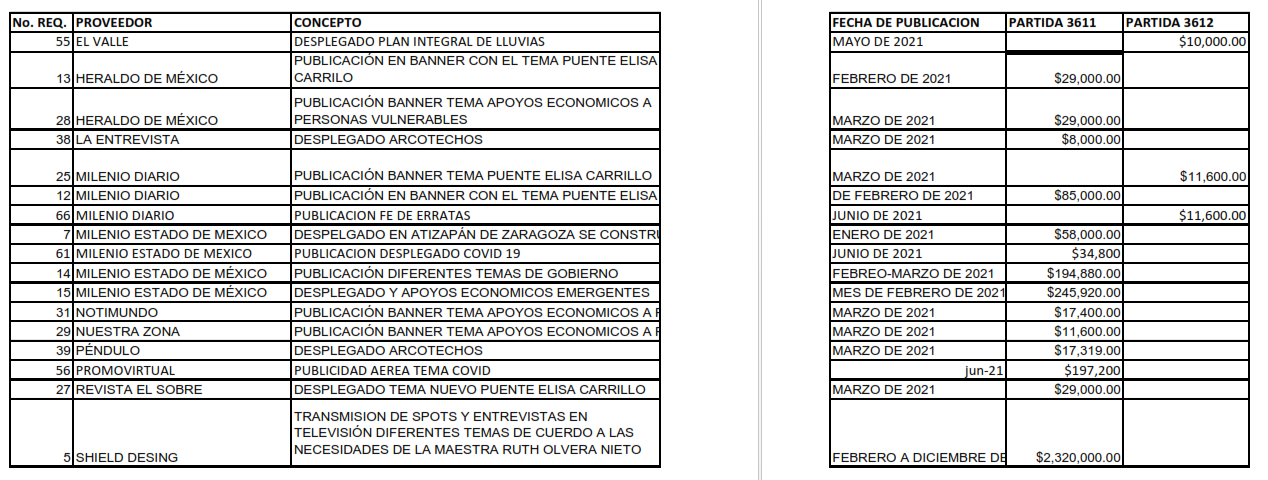 No. REQ. PROVEEDOR CONCEPTO FECHA DE PUBLICACION PARTIDA 3611 PARTIDA 3612
55 EL VALLE DESPLEGADO PLAN INTEGRAL DE LLUVIAS MAYO DE 2021 $10,000.00
PUBLICACIÓN EN BANNER CON EL TEMA PUENTE ELISA
13 HERALDO DE MÉXICO CARRILO FEBRERO DE 2021 $29,000.00
PUBLICACIÓN BANNER TEMA APOYOS ECONOMICOS A
28 HERALDO DE MÉXICO PERSONAS VULNERABLES MARZO DE 2021 $29,000.00
38 LA ENTREVISTA DESPLEGADO ARCOTECHOS MARZO DE 2021 $8,000.00
25 MILENIO DIARIO PUBLICACIÓN BANNER TEMA PUENTE ELISA CARRILLO MARZO DE 2021 $11,600.00
12 MILENIO DIARIO PUBLICACIÓN EN BANNER CON EL TEMA PUENTE ELISA DE FEBRERO DE 2021 $85,000.00
66 MILENIO DIARIO PUBLICACION FE DE ERRATAS JUNIO DE 2021 $11,600.00
7 MILENIO ESTADO DE MEXICO DESPELGADO EN ATIZAPÁN DE ZARAGOZA SE CONSTRU ENERO DE 2021 $58,000.00
61 MILENIO ESTADO DE MEXICO PUBLICACION DESPLEGADO COVID 19 JUNIO DE 2021 $34,800
14 MILENIO ESTADO DE MÉXICO PUBLICACIÓN DIFERENTES TEMAS DE GOBIERNO FEBREO-MARZO DE 2021 $194,880.00
15 MILENIO ESTADO DE MÉXICO DESPLEGADO Y APOYOS ECONOMICOS EMERGENTES MES DE FEBRERO DE 2021 $245,920.00
31 NOTIMUNDO PUBLICACIÓN BANNER TEMA APOYOS ECONOMICOS A MARZO DE 2021 $17,400.00
29 NUESTRA ZONA PUBLICACIÓN BANNER TEMA APOYOS ECONOMICOS A MARZO DE 2021 $11,600.00
39 PÉNDULO DESPLEGADO ARCOTECHOS MARZO DE 2021 $17,319.00
56 PROMOVIRTUAL PUBLICIDAD AEREA TEMA COVID jun-21 $197,200
27 REVISTA EL SOBRE DESPLEGADO TEMA NUEVO PUENTE ELISA CARRILLO MARZO DE 2021 $29,000.00
TRANSMISION DE SPOTS Y ENTREVISTAS EN
TELEVISIÓN DIFERENTES TEMAS DE CUERDO A LAS
NECESIDADES DE LA MAESTRA RUTH OLVERA NIETO
5 SHIELD DESING FEBRERO A DICIEMBRE DE $2,320,000.00